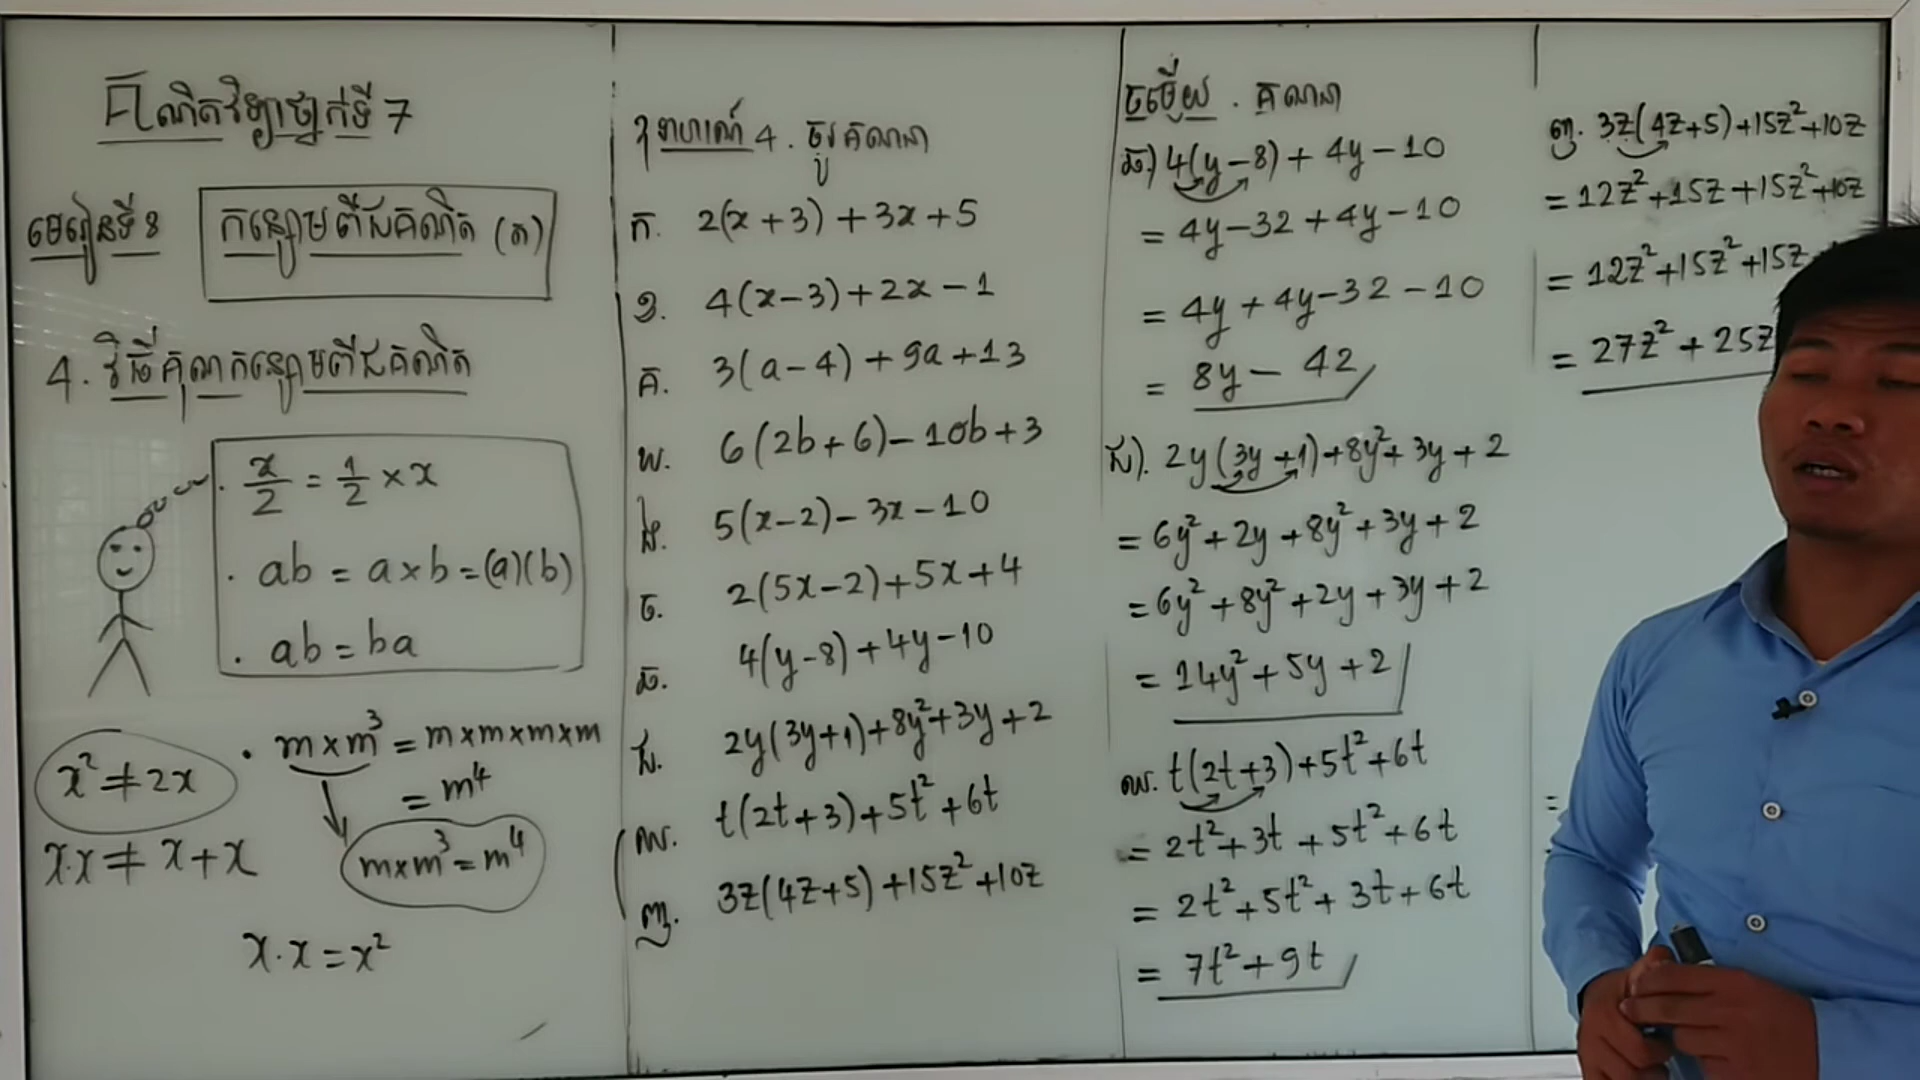 គណិតវិទ្យាថ្នាក់ទី 7
មេរៀនទី 8
កន្សោមពីជគណិត (ត)
4. វិធីគុណកន្សោមពីជគណិត
. x/2 = 1/2 × x
. ab = a×b = (a)(b)
. ab = ba
x² ≠ 2x
x.x ≠ x+x
. m×m³ = m×m×m×m
= m⁴
m×m³ = m⁴
x.x = x²
ឧទាហរណ៍ 4. ចូរគណនា
ក. 2(x+3)+3x+5
ខ. 4(x−3)+2x−1
គ. 3(a−4)+9a+13
ឃ. 6(2b+6)−10b+3
ង. 5(x−2)−3x−10
ច. 2(5x−2)+5x+4
ឆ. 4(y−8)+4y−10
ជ. 2y(3y+1)+8y²+3y+2
ឈ. t(2t+3)+5t²+6t
ញ. 3z(4z+5)+15z²+10z
ចម្លើយ . គណនា
ឆ) 4(y−8)+4y−10
= 4y−32+4y−10
= 4y+4y−32−10
= 8y−42
ជ). 2y(3y+1)+8y²+3y+2
= 6y²+2y+8y²+3y+2
= 6y²+8y²+2y+3y+2
= 14y²+5y+2
ឈ. t(2t+3)+5t²+6t
= 2t²+3t+5t²+6t
= 2t²+5t²+3t+6t
= 7t²+9t
ញ. 3z(4z+5)+15z²+10z
= 12z²+15z+15z²+10z
= 12z²+15z²+15z
= 27z²+25z